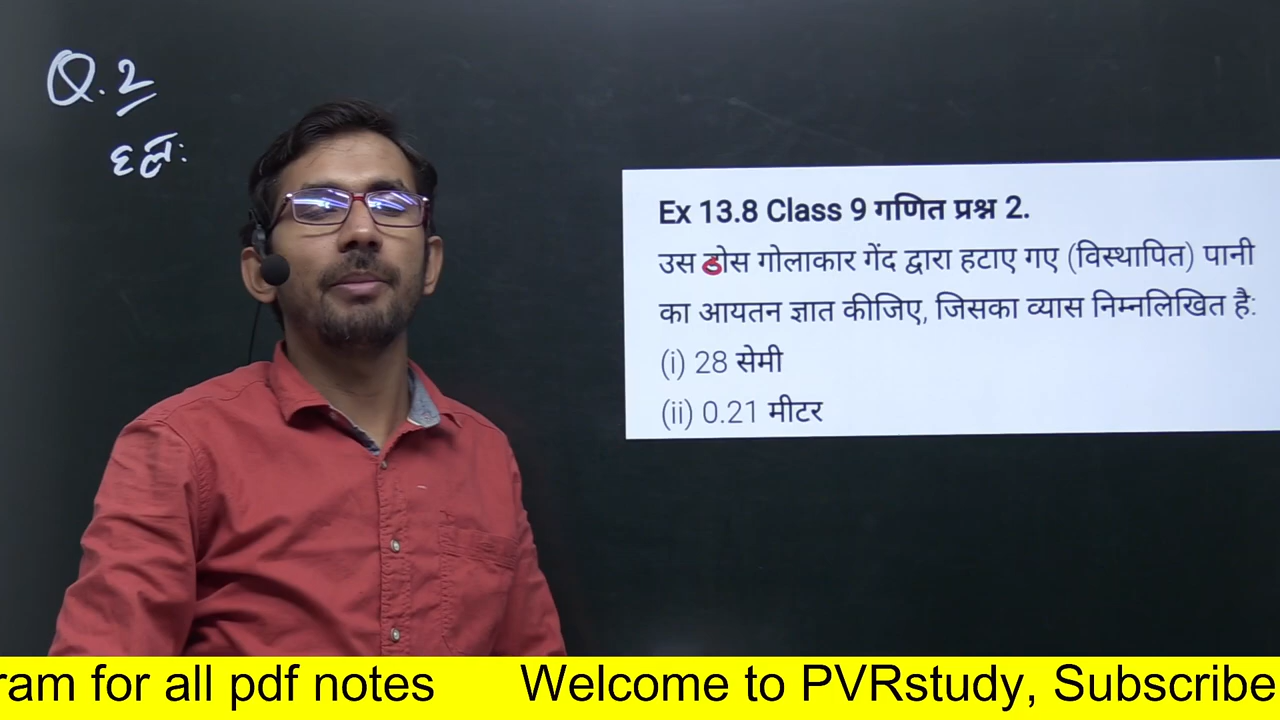 Q.2
हल:
Ex 13.8 Class 9 गणित प्रश्न 2.
उस ठोस गोलाकार गेंद द्वारा हटाए गए (विस्थापित) पानी
का आयतन ज्ञात कीजिए, जिसका व्यास निम्नलिखित है:
(i) 28 सेमी
(ii) 0.21 मीटर
ram for all pdf notes Welcome to PVRstudy, Subscribe